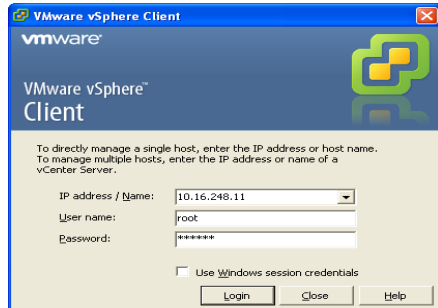 VMware vSphere Client
vmware
VMware vSphere™
Client
To directly manage a single host, enter the IP address or host name.
To manage multiple hosts, enter the IP address or name of a
vCenter Server.
IP address / Name: 10.16.248.11
User name: root
Password: ******
Use Windows session credentials
Login Close Help